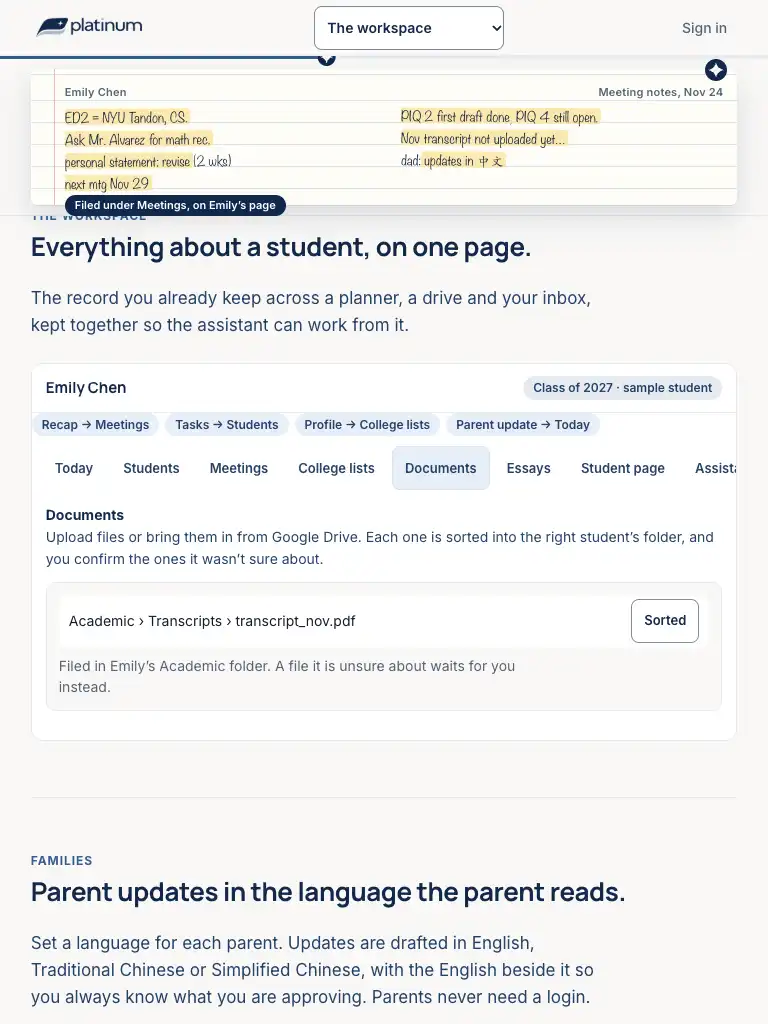 platinum
The workspace
Sign in
Emily Chen
Meeting notes, Nov 24
ED2 = NYU Tandon, CS.
Ask Mr. Alvarez for math rec.
personal statement: revise (2 wks)
next mtg Nov 29
PIQ 2 first draft done, PIQ 4 still open.
Nov transcript not uploaded yet...
dad: updates in 中文
Filed under Meetings, on Emily's page
THE WORKSPACE
Everything about a student, on one page.
The record you already keep across a planner, a drive and your inbox,
kept together so the assistant can work from it.
Emily Chen
Class of 2027 · sample student
Recap → Meetings
Tasks → Students
Profile → College lists
Parent update → Today
Today
Students
Meetings
College lists
Documents
Essays
Student page
Assista
Documents
Upload files or bring them in from Google Drive. Each one is sorted into the right student's folder, and
you confirm the ones it wasn't sure about.
Academic › Transcripts › transcript_nov.pdf
Sorted
Filed in Emily's Academic folder. A file it is unsure about waits for you
instead.
FAMILIES
Parent updates in the language the parent reads.
Set a language for each parent. Updates are drafted in English,
Traditional Chinese or Simplified Chinese, with the English beside it so
you always know what you are approving. Parents never need a login.